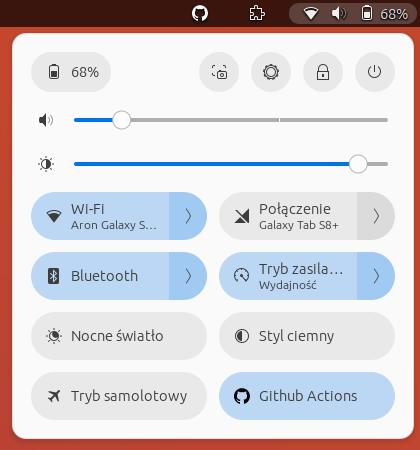 68%
68%
Wi-Fi
Aron Galaxy S…
Połączenie
Galaxy Tab S8+
Bluetooth
Tryb zasila…
Wydajność
Nocne światło
Styl ciemny
Tryb samolotowy
Github Actions